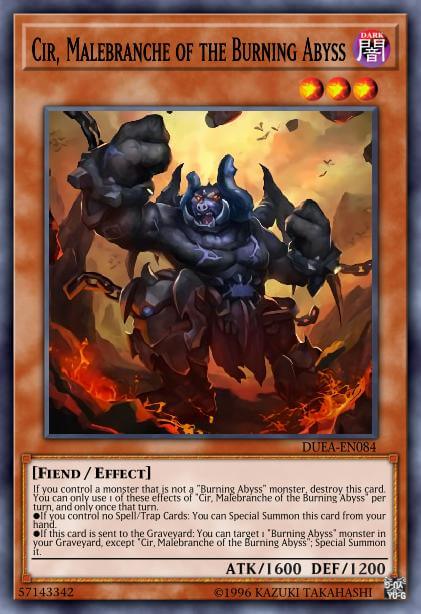 CIR, MALEBRANCHE OF THE BURNING ABYSS
DARK
闇
DUEA-EN084
[FIEND / EFFECT]
If you control a monster that is not a "Burning Abyss" monster, destroy this card.
You can only use 1 of these effects of "Cir, Malebranche of the Burning Abyss" per
turn, and only once that turn.
●If you control no Spell/Trap Cards: You can Special Summon this card from your
hand.
●If this card is sent to the Graveyard: You can target 1 "Burning Abyss" monster in
your Graveyard, except "Cir, Malebranche of the Burning Abyss"; Special Summon
it.
ATK/1600 DEF/1200
57143342
©1996 KAZUKI TAKAHASHI